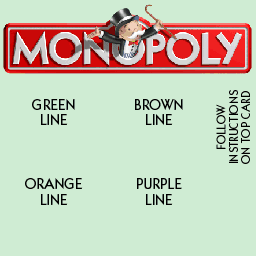 MONOPOLY
GREEN
LINE
BROWN
LINE
FOLLOW
INSTRUCTIONS
ON TOP CARD
ORANGE
LINE
PURPLE
LINE